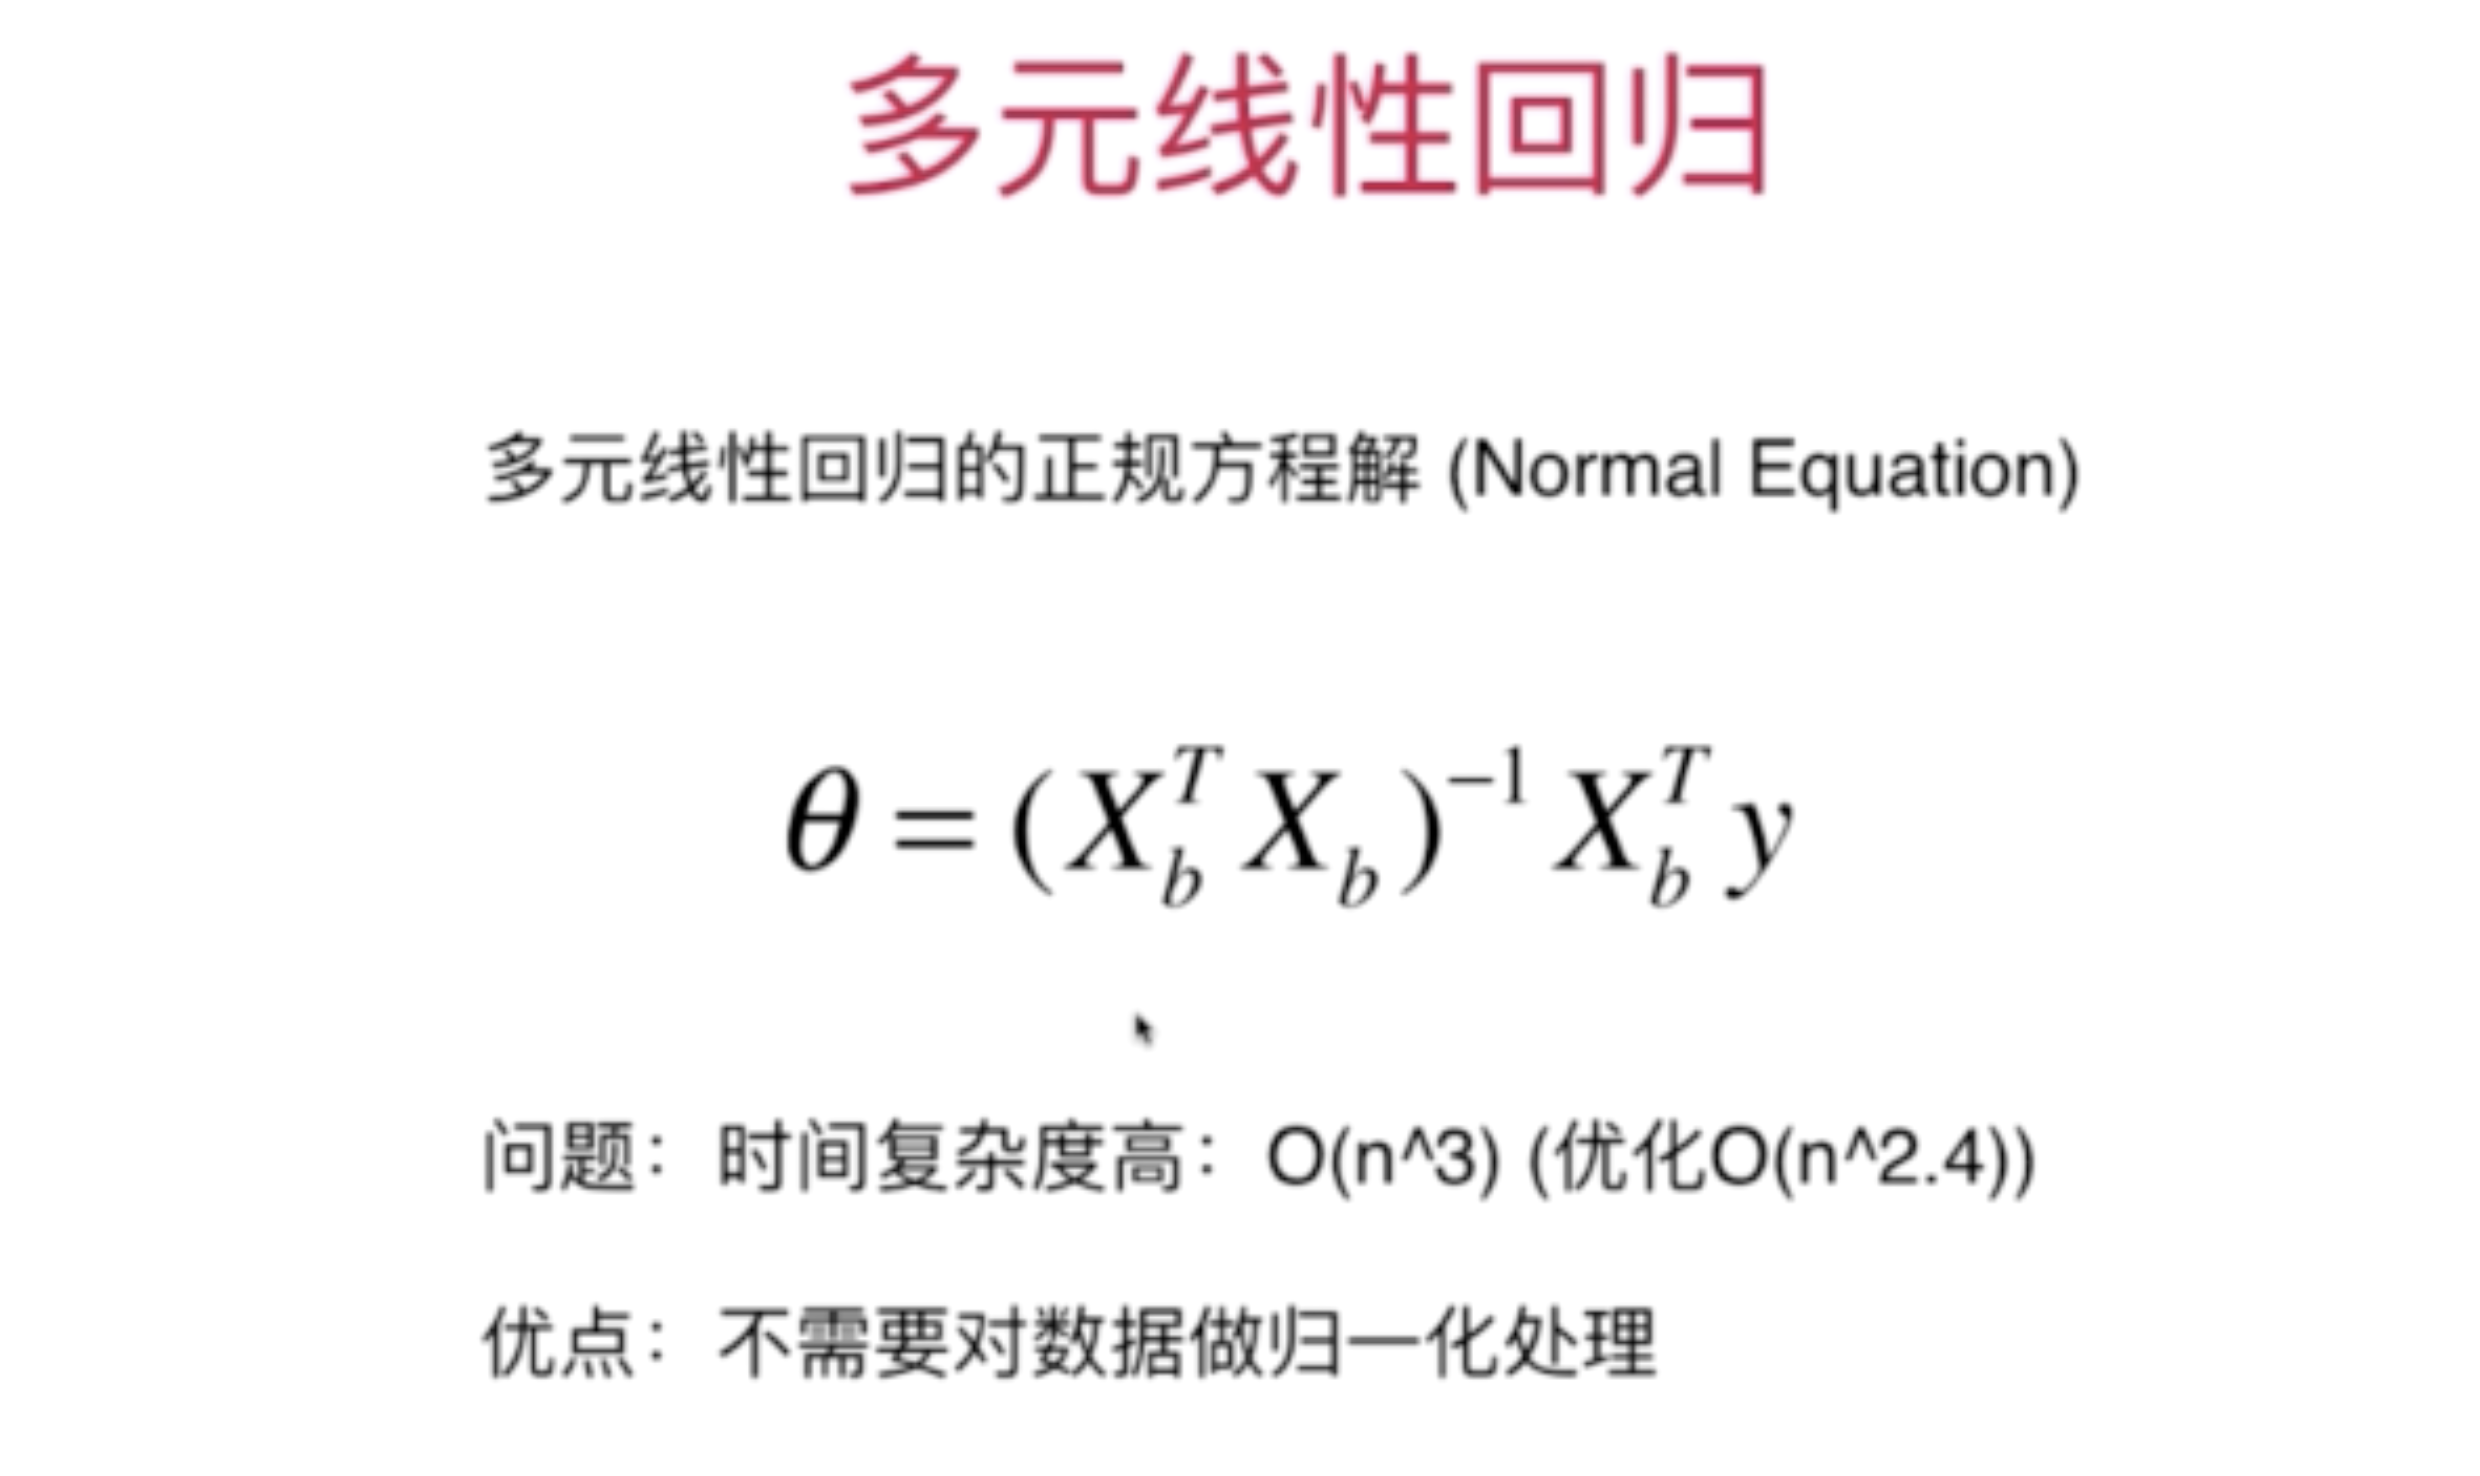 多元线性回归
多元线性回归的正规方程解 (Normal Equation)
θ = (X_b^T X_b)^{-1} X_b^T y
问题：时间复杂度高：O(n^3) (优化O(n^2.4))
优点：不需要对数据做归一化处理